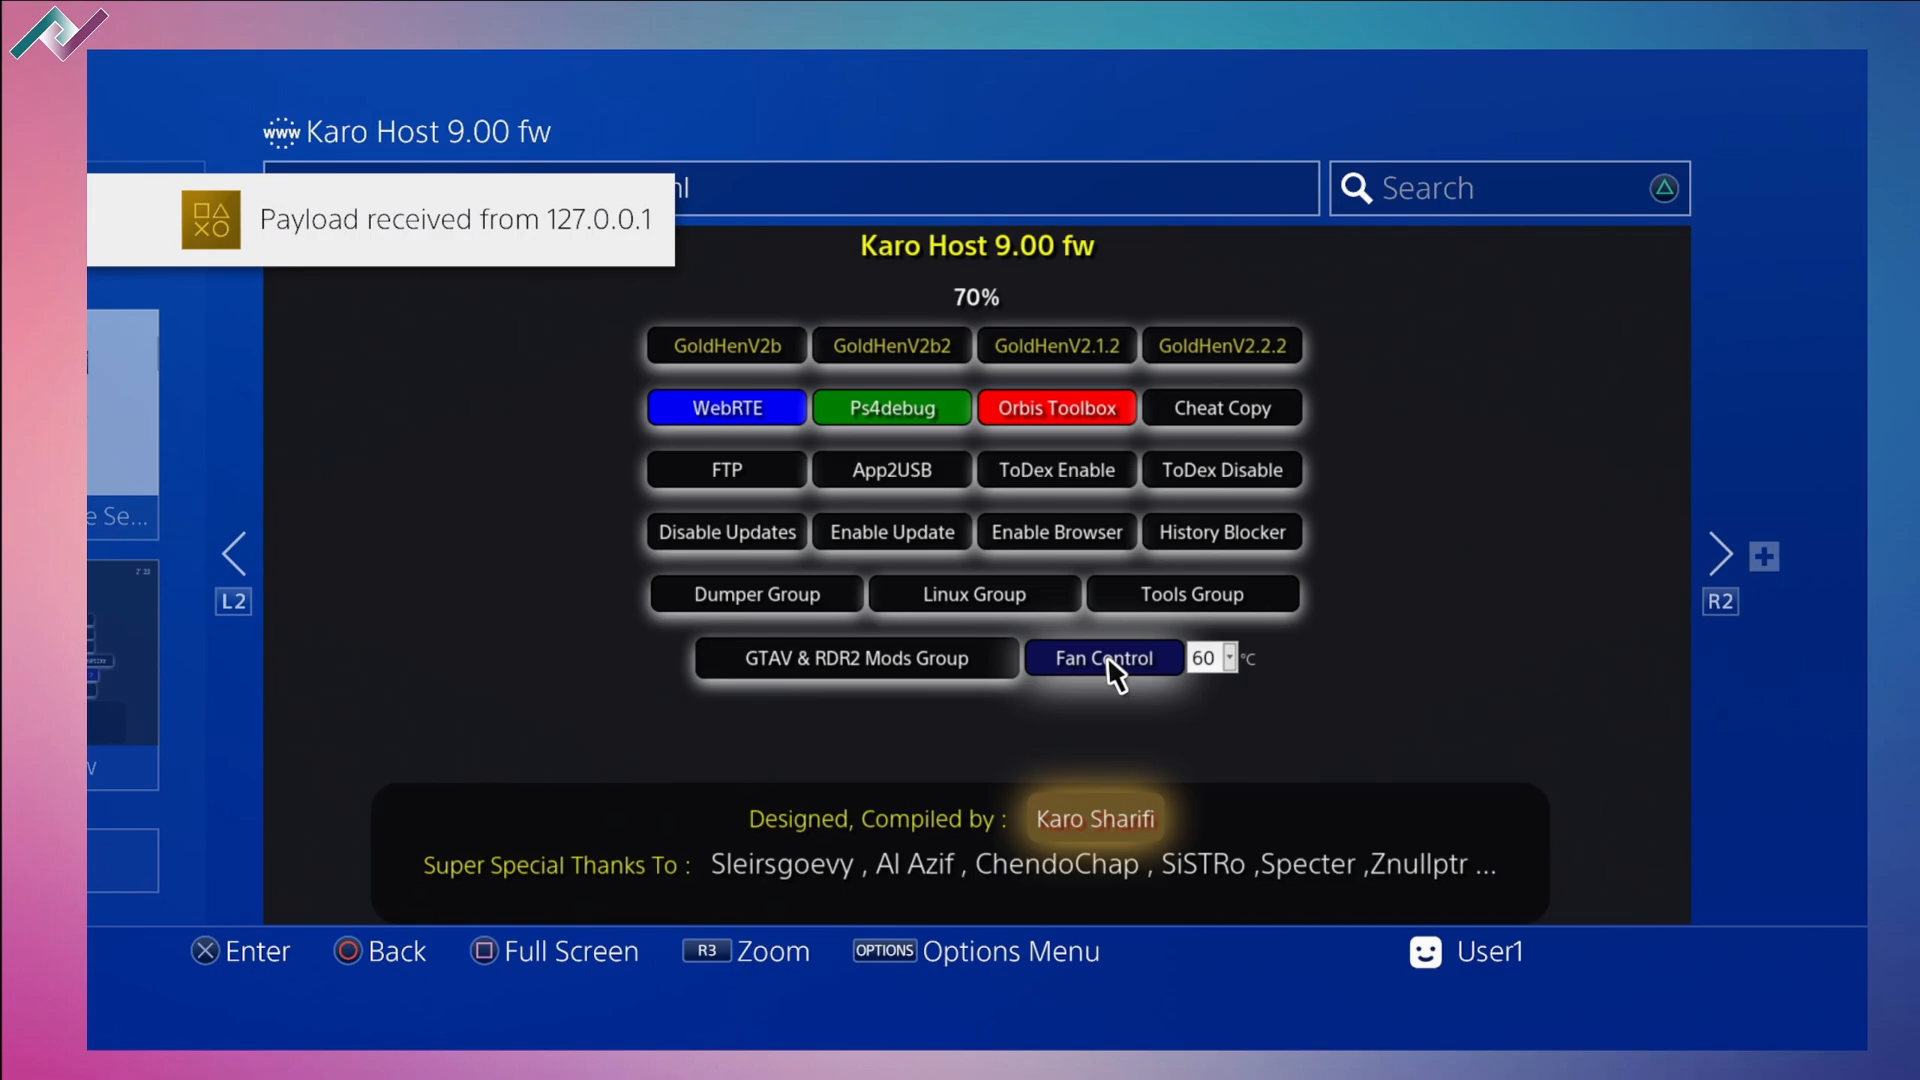 www Karo Host 9.00 fw
nl
Search
Payload received from 127.0.0.1
Karo Host 9.00 fw
70%
GoldHenV2b GoldHenV2b2 GoldHenV2.1.2 GoldHenV2.2.2
WebRTE Ps4debug Orbis Toolbox Cheat Copy
FTP App2USB ToDex Enable ToDex Disable
e Se...
Disable Updates Enable Update Enable Browser History Blocker
L2
Dumper Group Linux Group Tools Group
R2
GTAV & RDR2 Mods Group Fan Control 60 °C
Designed, Compiled by : Karo Sharifi
Super Special Thanks To : Sleirsgoevy , Al Azif , ChendoChap , SiSTRo ,Specter ,Znullptr ...
Enter Back Full Screen R3 Zoom OPTIONS Options Menu User1